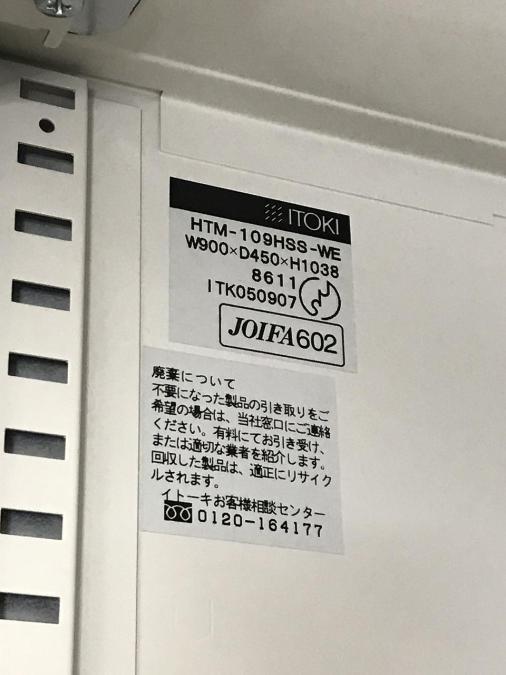 ITOKI
HTM-109HSS-WE
W900×D450×H1038
8611
ITK050907
JOIFA602
廃棄について
不要になった製品の引き取りをご
希望の場合は、当社窓口にご連絡
ください。有料にてお引き受け、
または適切な業者を紹介します。
回収した製品は、適正にリサイク
ルされます。
イトーキお客様相談センター
0120-164177